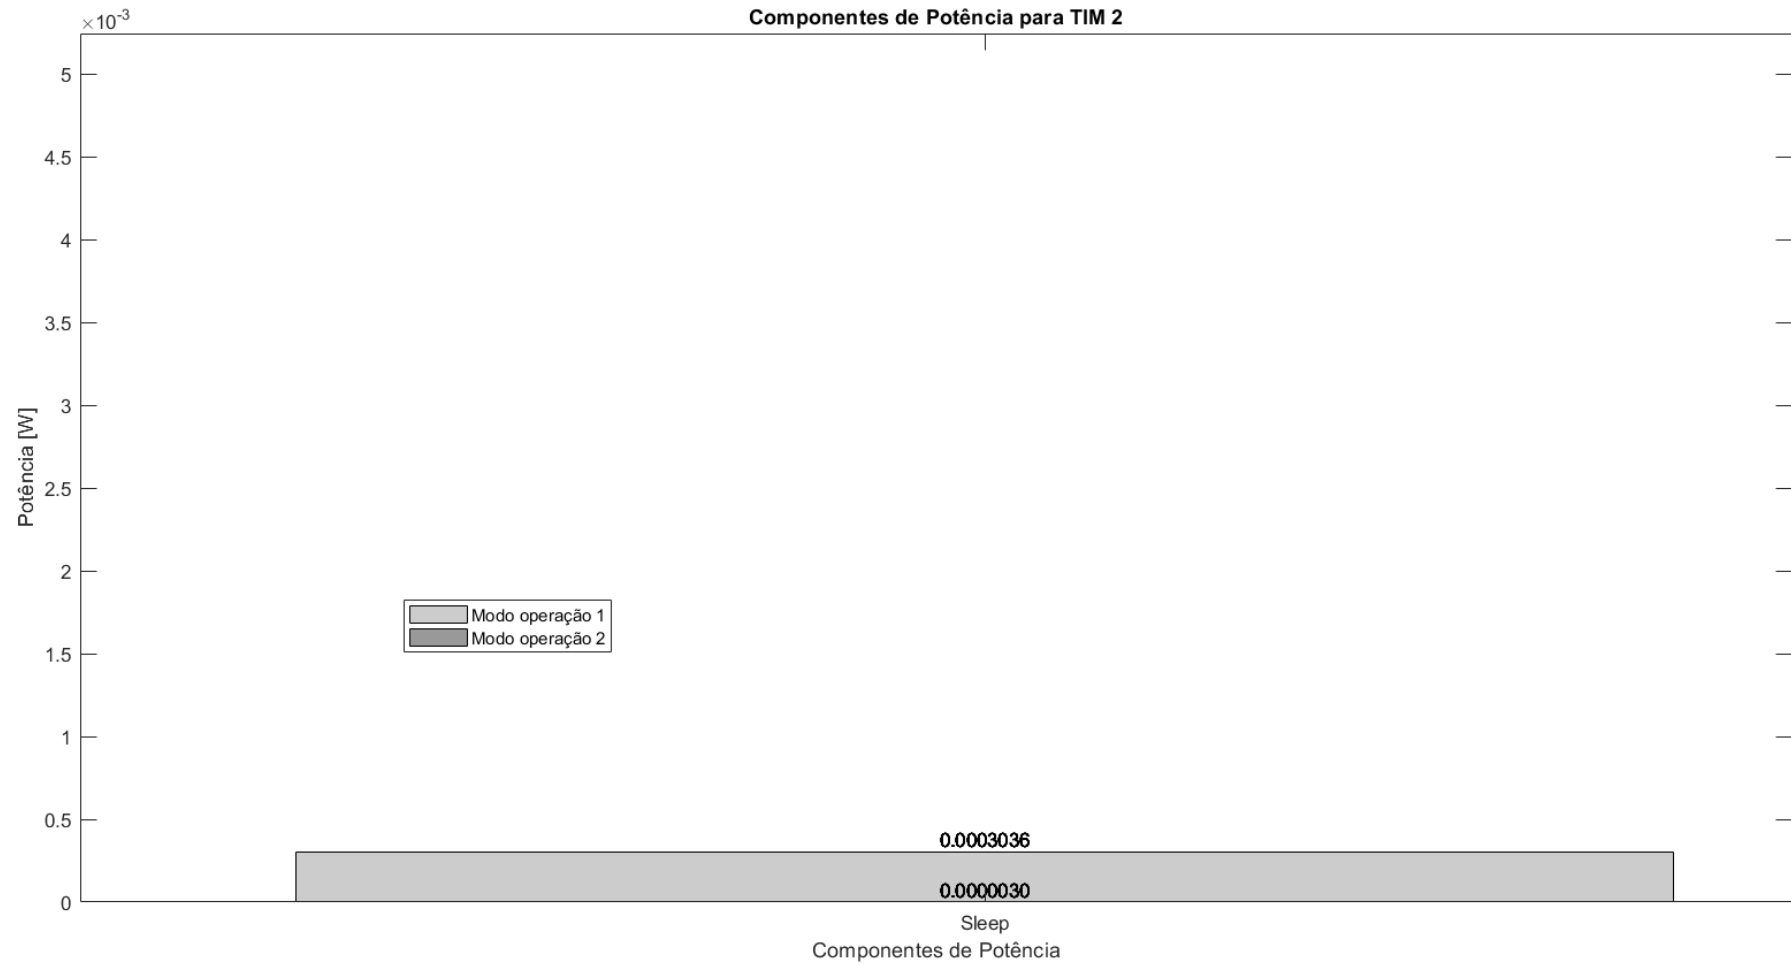 Componentes de Potência para TIM 2
×10⁻³
5
4.5
4
3.5
3
2.5
2
1.5
1
0.5
0
Potência [W]
Modo operação 1
Modo operação 2
0.0003036
0.0000030
Sleep
Componentes de Potência